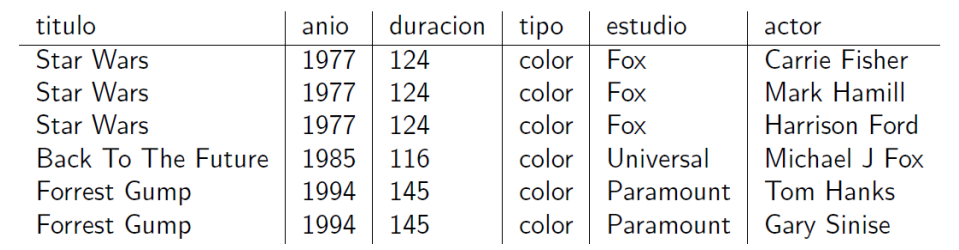 titulo anio duracion tipo estudio actor
Star Wars 1977 124 color Fox Carrie Fisher
Star Wars 1977 124 color Fox Mark Hamill
Star Wars 1977 124 color Fox Harrison Ford
Back To The Future 1985 116 color Universal Michael J Fox
Forrest Gump 1994 145 color Paramount Tom Hanks
Forrest Gump 1994 145 color Paramount Gary Sinise